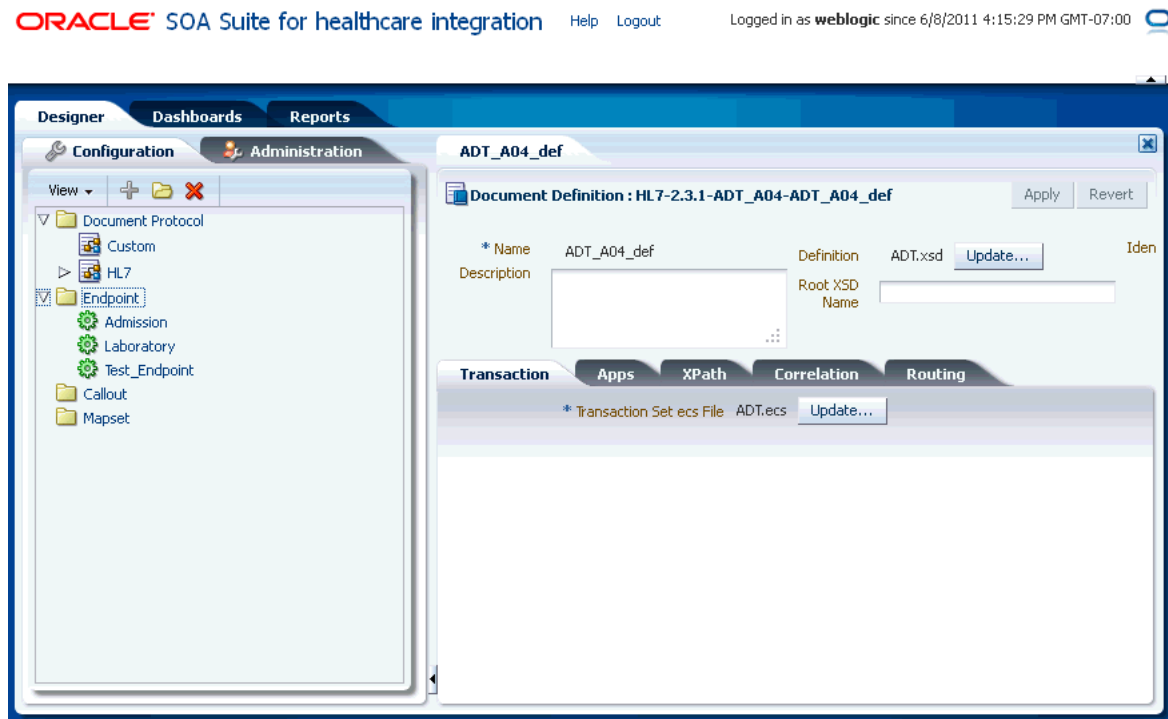 ORACLE SOA Suite for healthcare integration Help Logout Logged in as weblogic since 6/8/2011 4:15:29 PM GMT-07:00
Designer Dashboards Reports
Configuration Administration
View
Document Protocol
Custom
HL7
Endpoint
Admission
Laboratory
Test_Endpoint
Callout
Mapset
ADT_A04_def
Document Definition : HL7-2.3.1-ADT_A04-ADT_A04_def Apply Revert
* Name ADT_A04_def
Description
Definition ADT.xsd Update...
Iden
Root XSD
Name
Transaction Apps XPath Correlation Routing
* Transaction Set ecs File ADT.ecs Update...